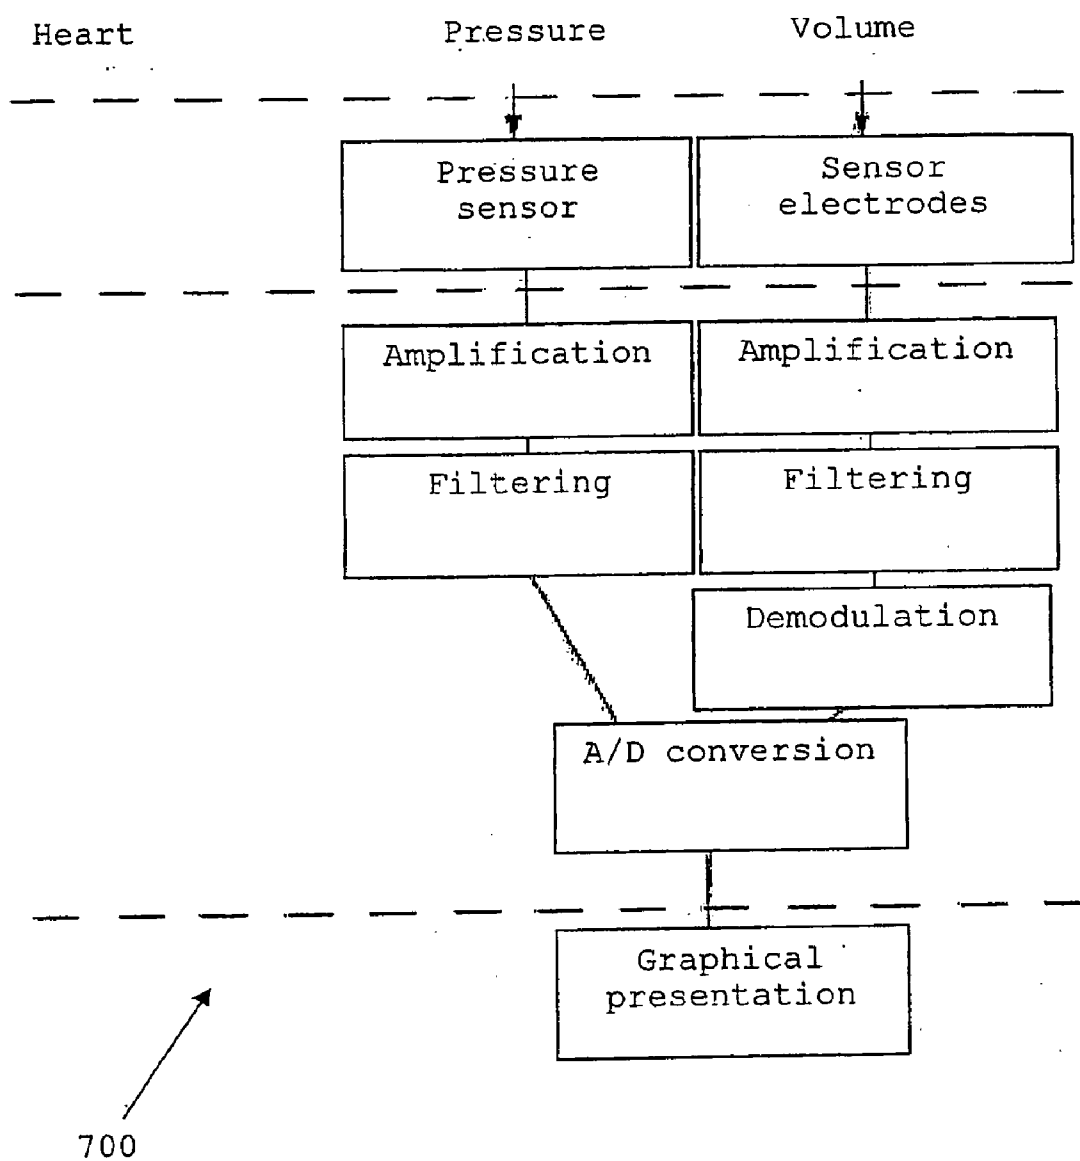 Heart
Pressure
Volume
Pressure
sensor
Sensor
electrodes
Amplification
Amplification
Filtering
Filtering
Demodulation
A/D conversion
Graphical
presentation
700